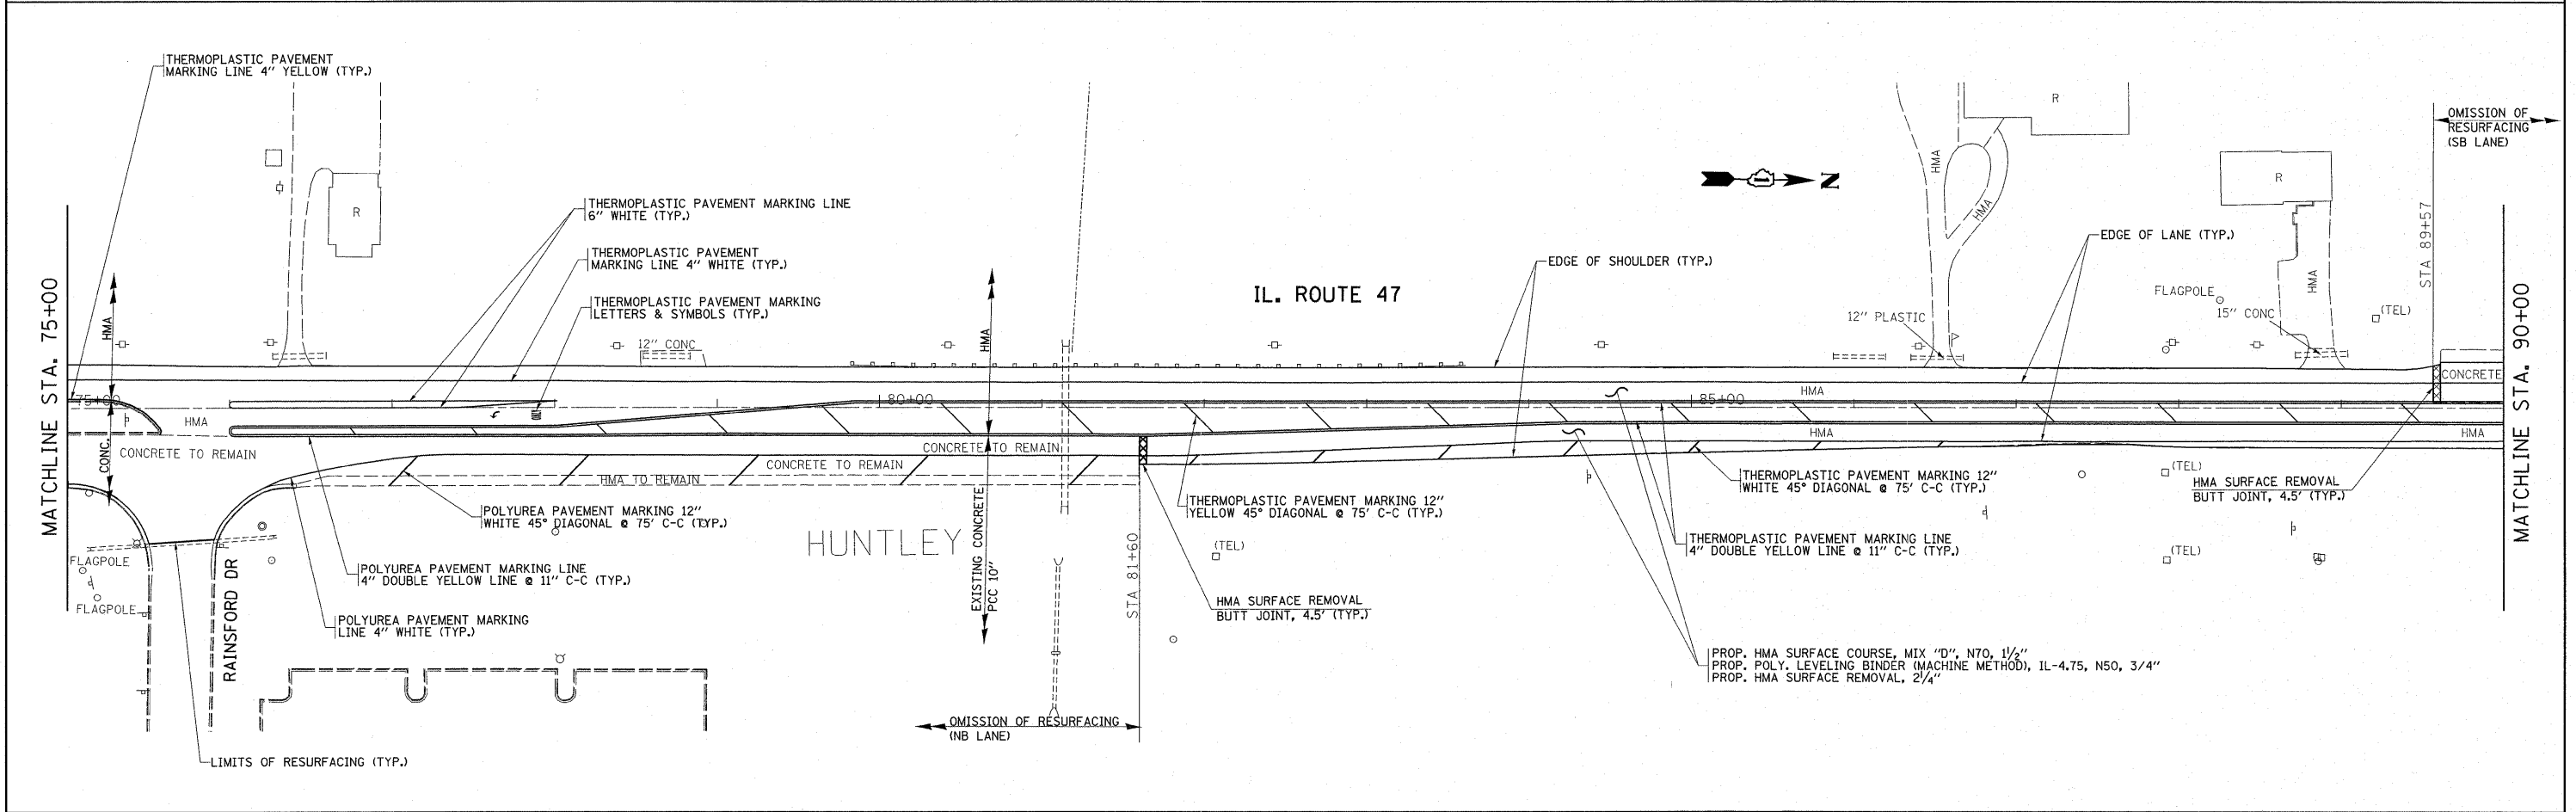 THERMOPLASTIC PAVEMENT
MARKING LINE 4" YELLOW (TYP.)
R
OMISSION OF
RESURFACING
(SB LANE)
HMA
N
R
R
HMA
THERMOPLASTIC PAVEMENT MARKING LINE
6" WHITE (TYP.)
EDGE OF LANE (TYP.)
STA 89+57
THERMOPLASTIC PAVEMENT
MARKING LINE 4" WHITE (TYP.)
EDGE OF SHOULDER (TYP.)
HMA
IL. ROUTE 47
FLAGPOLE
THERMOPLASTIC PAVEMENT MARKING
LETTERS & SYMBOLS (TYP.)
(TEL)
15" CONC
12" PLASTIC
HMA
HMA
12" CONC
MATCHLINE STA. 75+00
MATCHLINE STA. 90+00
CONCRETE
75+00
80+00
85+00
HMA
HMA
HMA
HMA
CONC.
CONCRETE TO REMAIN
CONCRETE TO REMAIN
CONCRETE TO REMAIN
HMA TO REMAIN
(TEL)
THERMOPLASTIC PAVEMENT MARKING 12"
WHITE 45° DIAGONAL @ 75' C-C (TYP.)
HMA SURFACE REMOVAL
BUTT JOINT, 4.5' (TYP.)
THERMOPLASTIC PAVEMENT MARKING 12"
YELLOW 45° DIAGONAL @ 75' C-C (TYP.)
POLYUREA PAVEMENT MARKING 12"
WHITE 45° DIAGONAL @ 75' C-C (TYP.)
HUNTLEY
EXISTING CONCRETE
PCC 10"
STA 81+60
(TEL)
THERMOPLASTIC PAVEMENT MARKING LINE
4" DOUBLE YELLOW LINE @ 11" C-C (TYP.)
(TEL)
FLAGPOLE
POLYUREA PAVEMENT MARKING LINE
4" DOUBLE YELLOW LINE @ 11" C-C (TYP.)
FLAGPOLE
RAINSFORD DR
HMA SURFACE REMOVAL
BUTT JOINT, 4.5' (TYP.)
POLYUREA PAVEMENT MARKING
LINE 4" WHITE (TYP.)
PROP. HMA SURFACE COURSE, MIX "D", N70, 1½"
PROP. POLY. LEVELING BINDER (MACHINE METHOD), IL-4.75, N50, 3/4"
PROP. HMA SURFACE REMOVAL, 2¼"
OMISSION OF RESURFACING
(NB LANE)
LIMITS OF RESURFACING (TYP.)